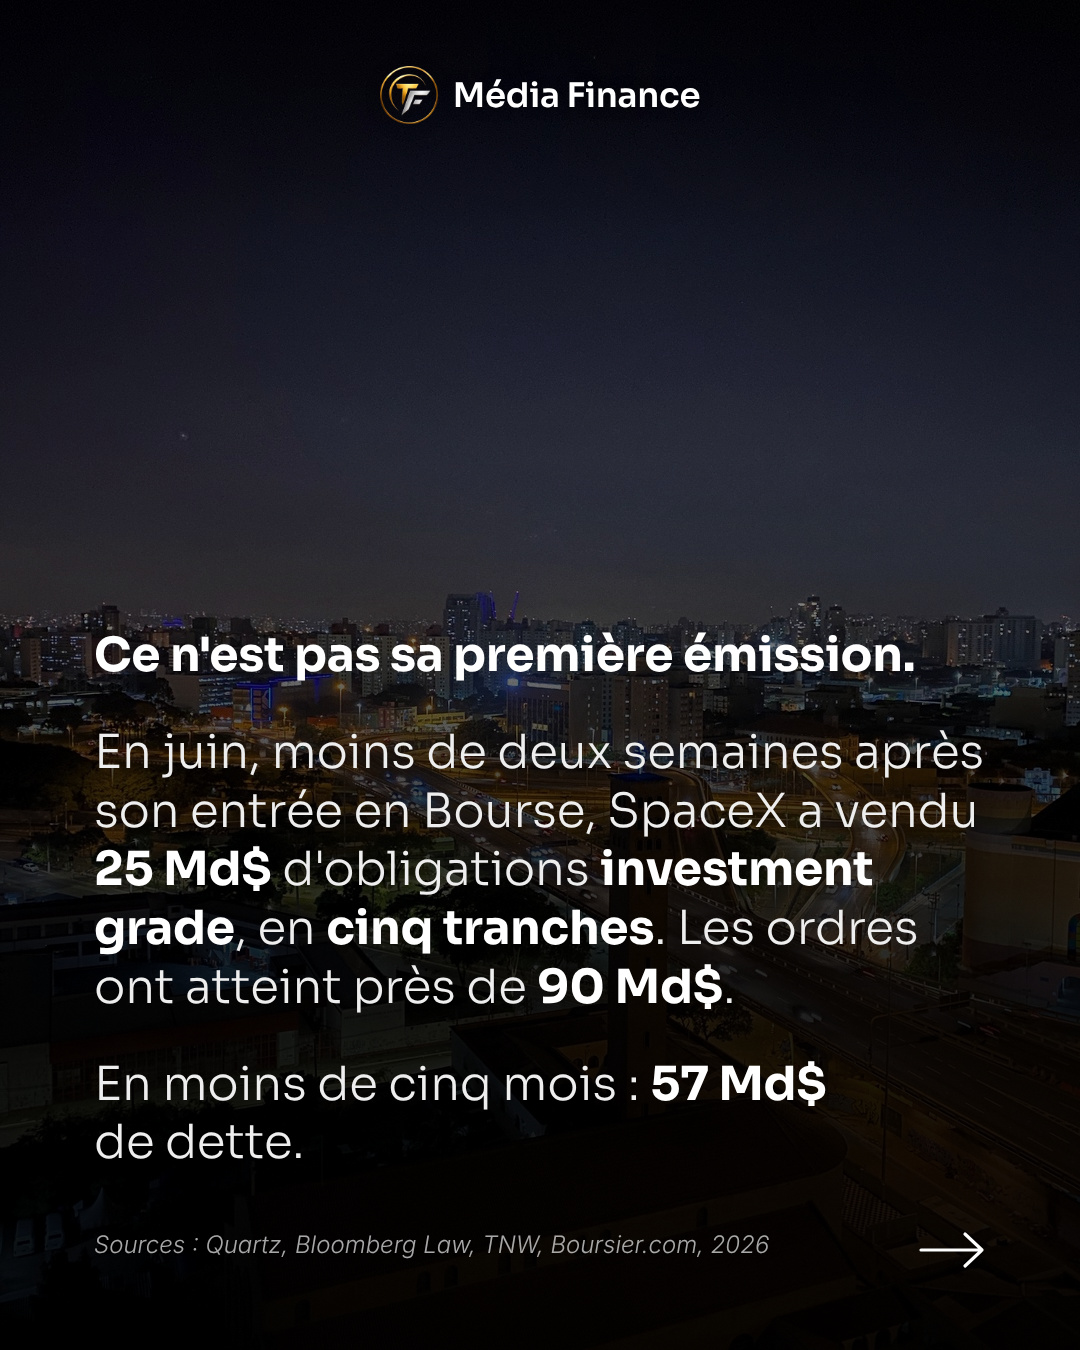 TF Média Finance
Ce n'est pas sa première émission.
En juin, moins de deux semaines après
son entrée en Bourse, SpaceX a vendu
25 Md$ d'obligations investment
grade, en cinq tranches. Les ordres
ont atteint près de 90 Md$.
En moins de cinq mois : 57 Md$
de dette.
Sources : Quartz, Bloomberg Law, TNW, Boursier.com, 2026